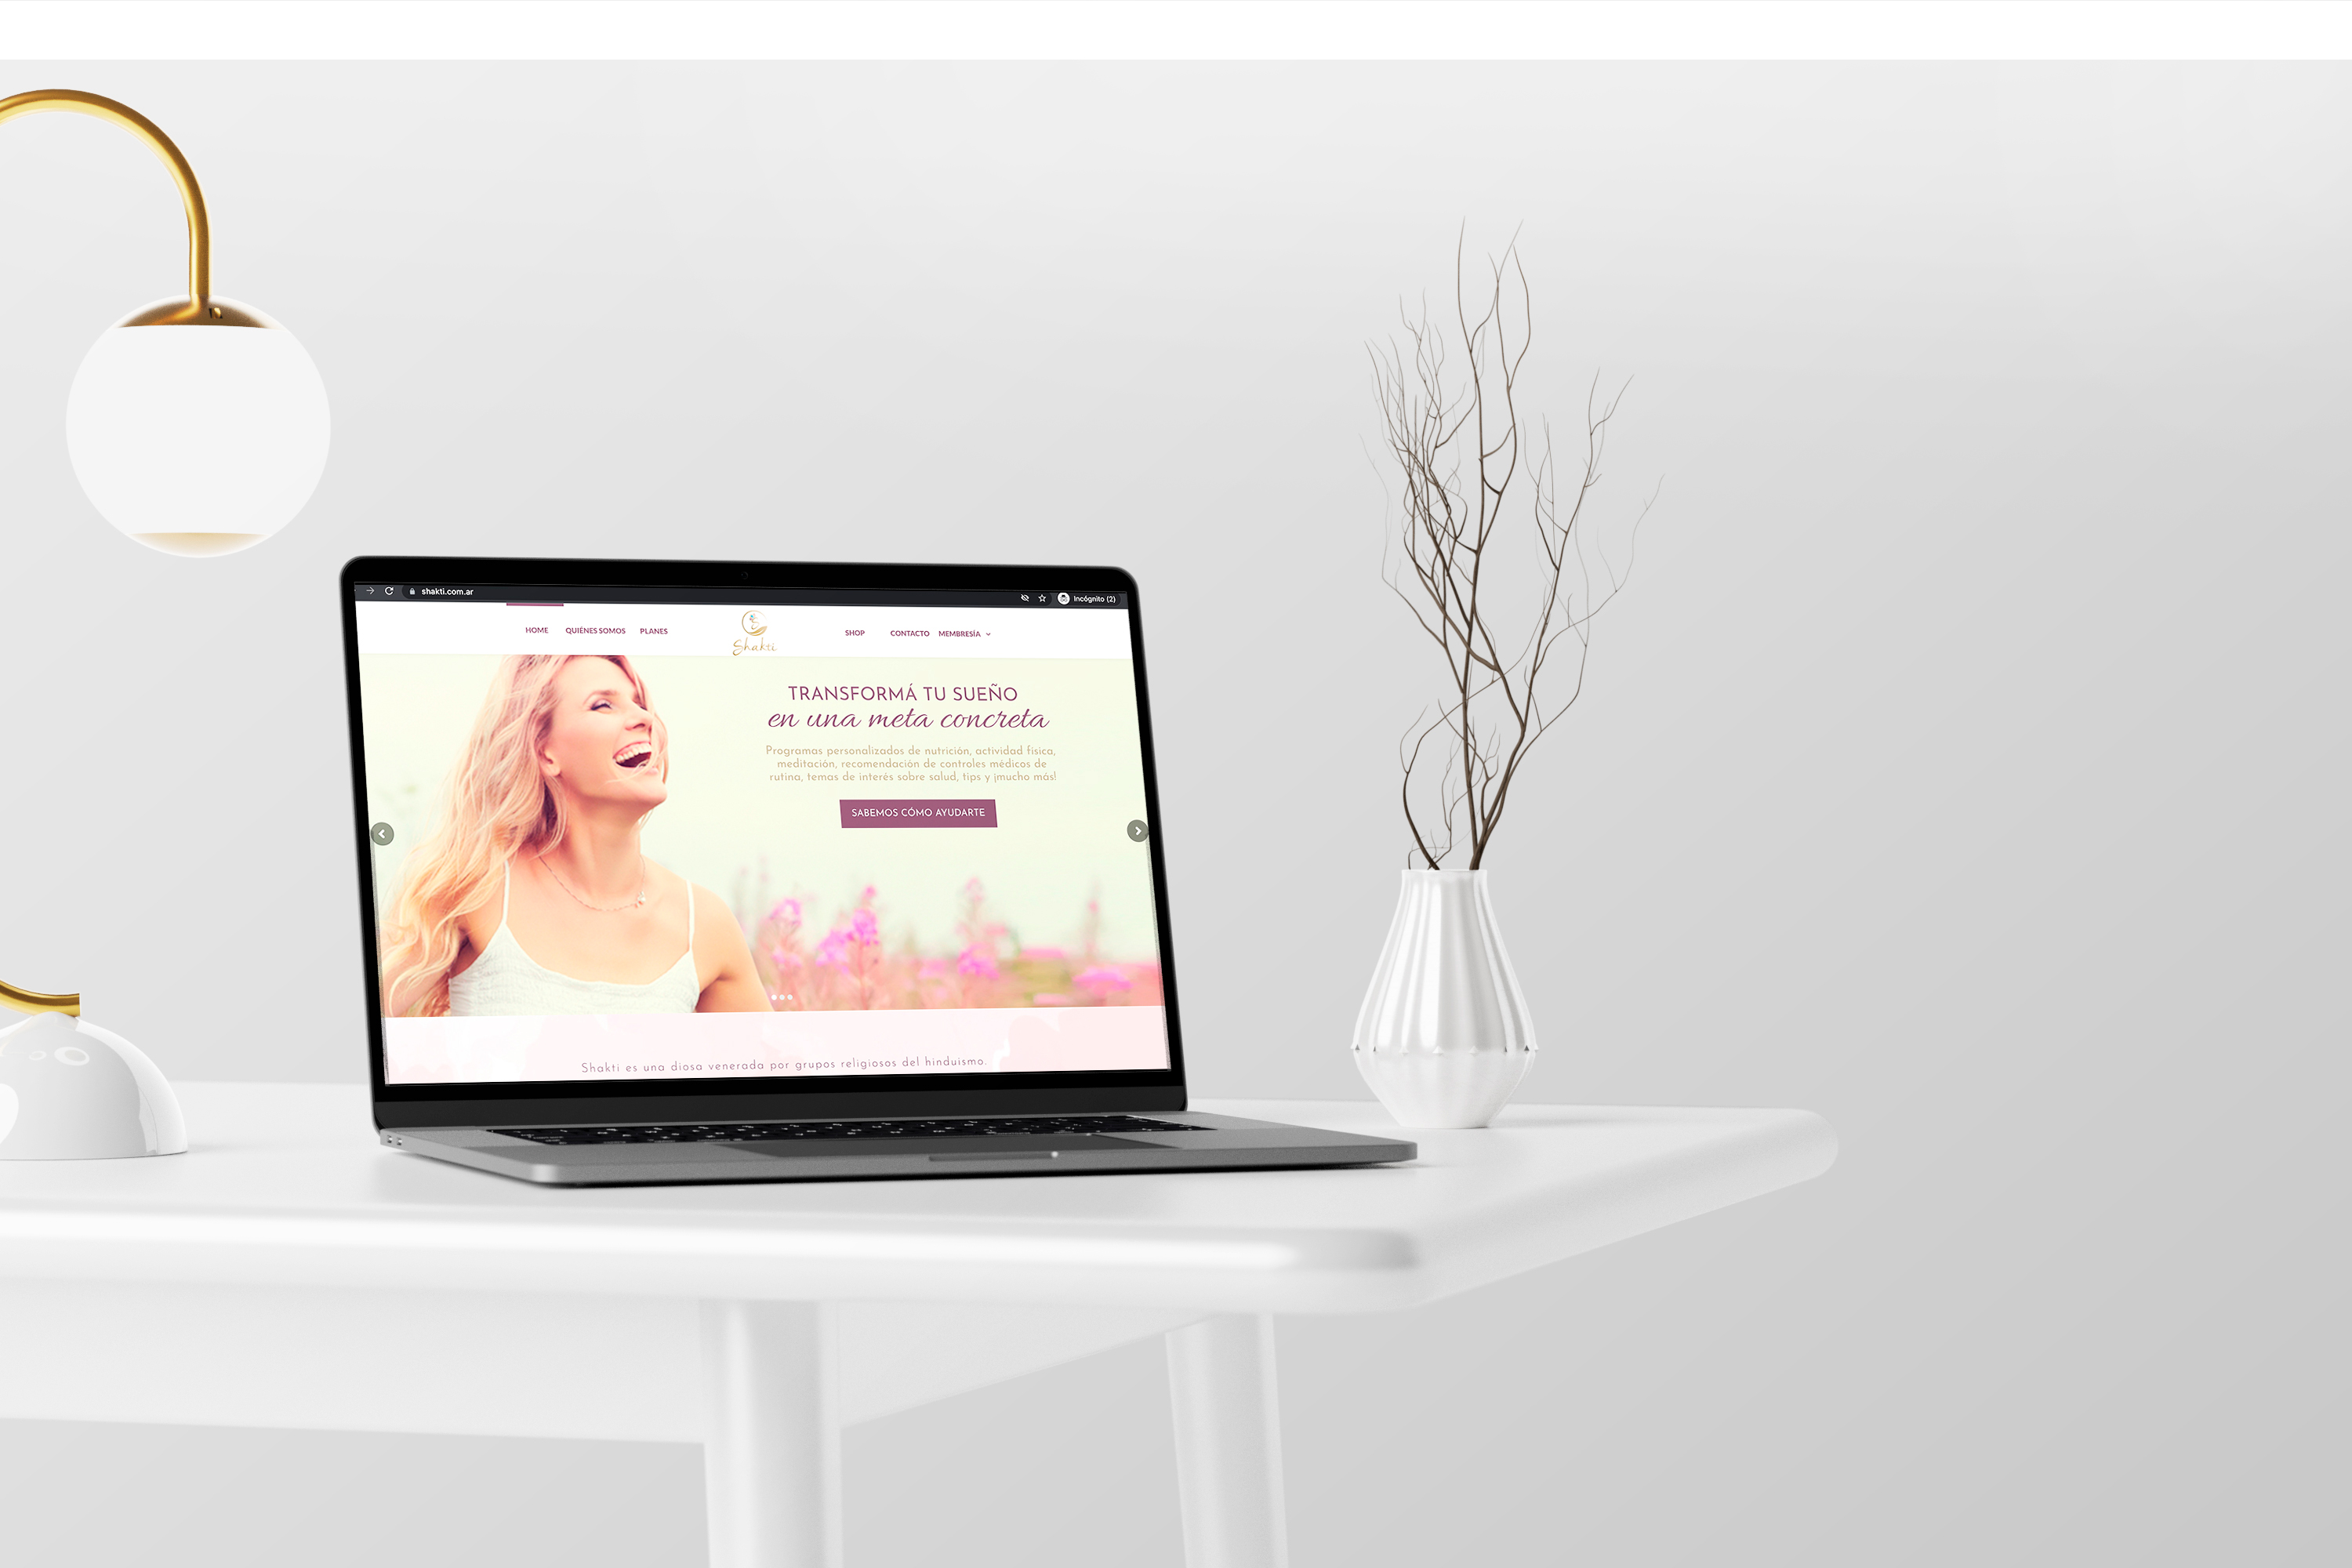 shakti.com.ar
Incógnito (2)
HOME QUIÉNES SOMOS PLANES Shakti SHOP CONTACTO MEMBRESÍA
TRANSFORMÁ TU SUEÑO
en una meta concreta
Programas personalizados de nutrición, actividad física,
meditación, recomendación de controles médicos de
rutina, temas de interés sobre salud, tips y ¡mucho más!
SABEMOS CÓMO AYUDARTE
Shakti es una diosa venerada por grupos religiosos del hinduismo.